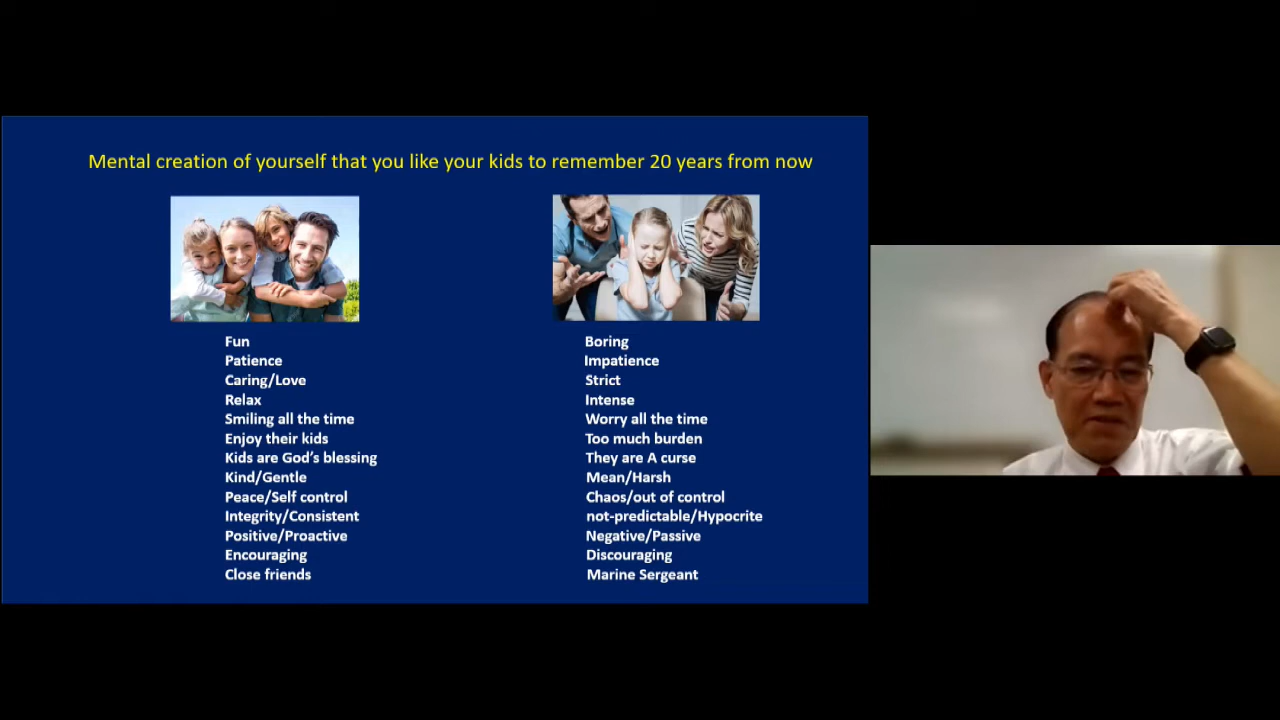 Mental creation of yourself that you like your kids to remember 20 years from now
Fun
Patience
Caring/Love
Relax
Smiling all the time
Enjoy their kids
Kids are God's blessing
Kind/Gentle
Peace/Self control
Integrity/Consistent
Positive/Proactive
Encouraging
Close friends
Boring
Impatience
Strict
Intense
Worry all the time
Too much burden
They are A curse
Mean/Harsh
Chaos/out of control
not-predictable/Hypocrite
Negative/Passive
Discouraging
Marine Sergeant